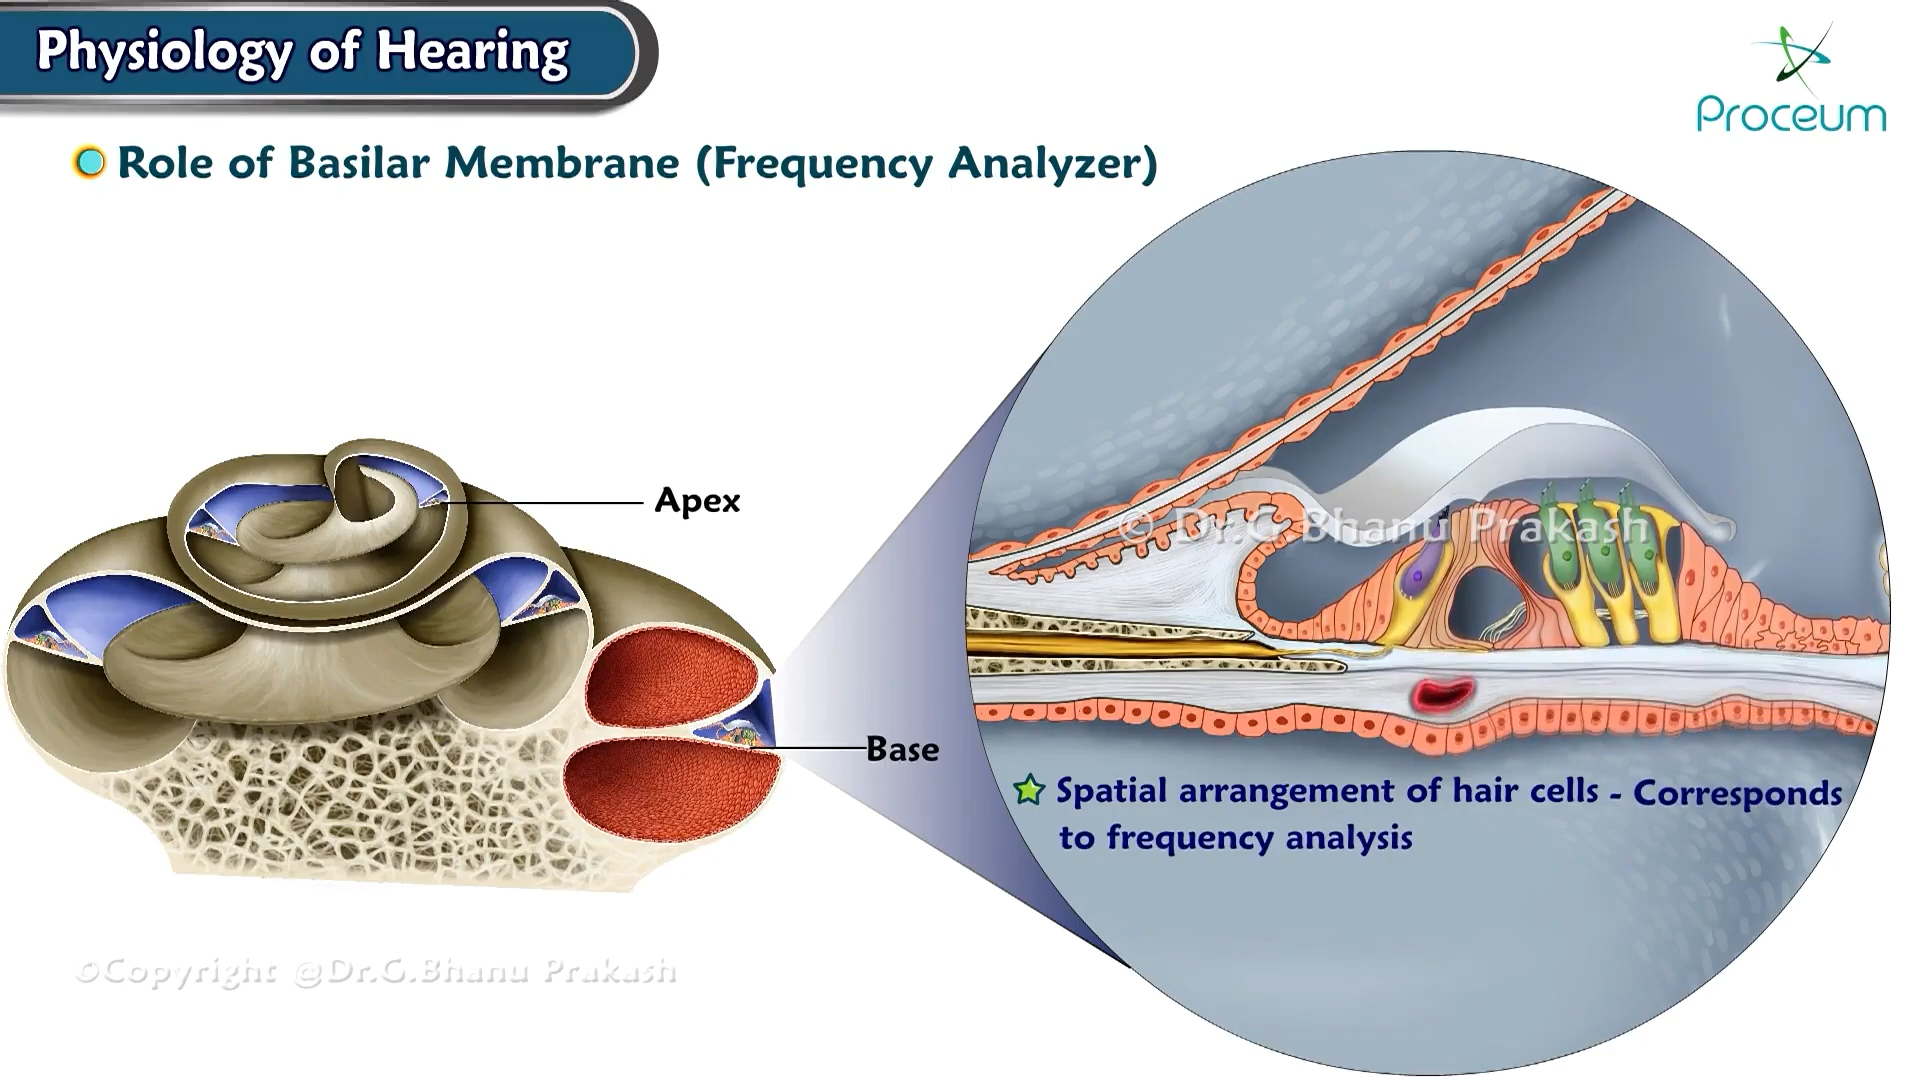 Physiology of Hearing
Proceum
Role of Basilar Membrane (Frequency Analyzer)
Apex
© Dr.G.Bhanu Prakash
Base
Spatial arrangement of hair cells - Corresponds
to frequency analysis
©Copyright @Dr.G.Bhanu Prakash